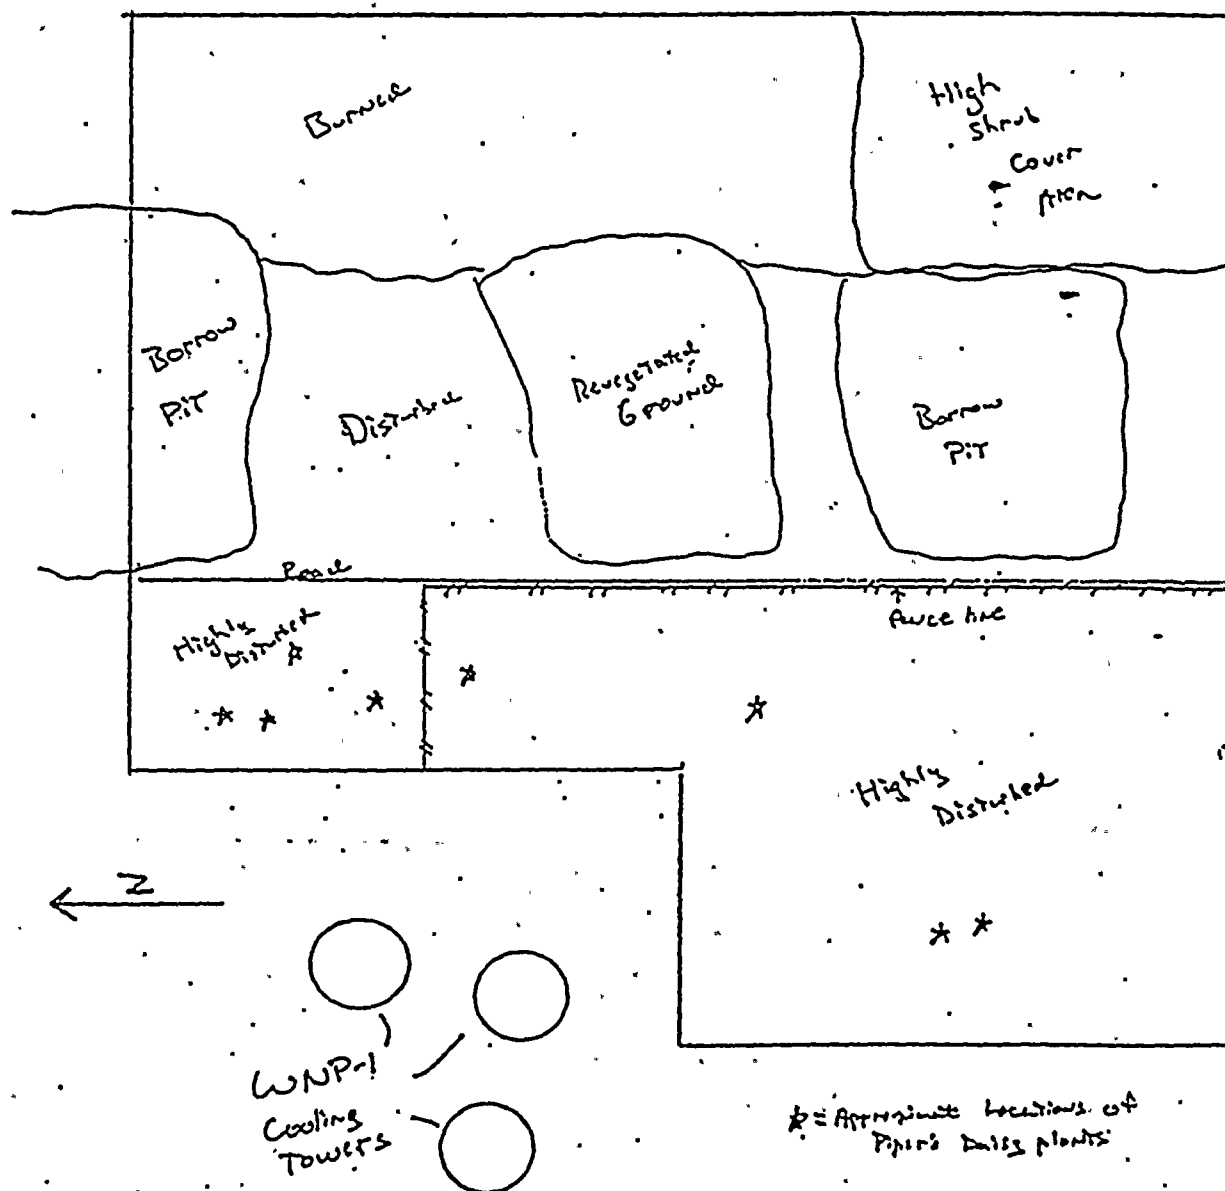 Burned
High
Shrub
Cover
Area
Borrow
Pit
Disturbed
Revegetated
Ground
Borrow
Pit
Road
fence line
Highly
Disturbed
Highly
Disturbed
N
WNP-1
Cooling
Towers
* = Approximate Locations of
Piper's Daisy plants